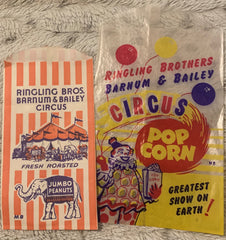 RINGLING BROS.
BARNUM & BAILEY
CIRCUS
FRESH ROASTED
JUMBO
PEANUTS
RINGLING BROTHERS
BARNUM & BAILEY
CIRCUS
POP
CORN
GREATEST
SHOW ON
EARTH!